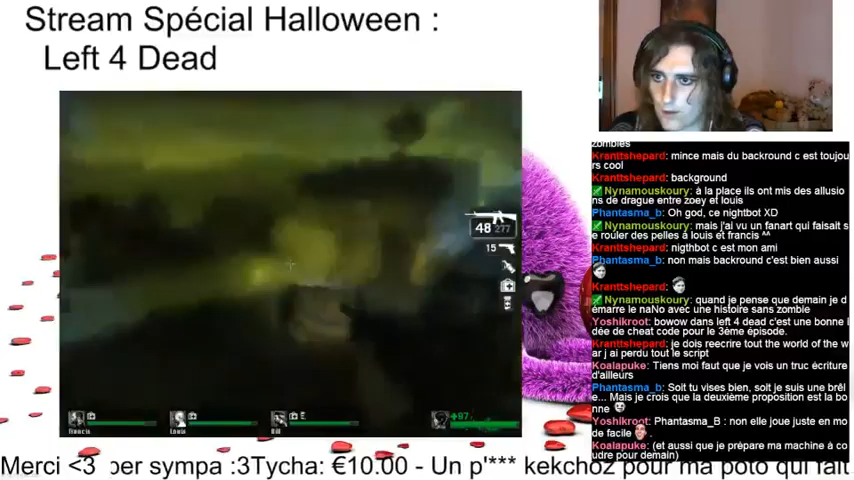 Stream Spécial Halloween :
Left 4 Dead
48 277
15
Francis
Louis
Bill
+97
zombies
Kranttshepard: mince mais du backround c est toujou
rs cool
Kranttshepard: background
Nynamouskoury: à la place ils ont mis des allusio
ns de drague entre zoey et louis
Phantasma_b: Oh god, ce nightbot XD
Nynamouskoury: mais j'ai vu un fanart qui faisait s
e rouler des pelles à louis et francis ^^
Kranttshepard: nigthbot c est mon ami
Phantasma_b: non mais backround c'est bien aussi
Kranttshepard:
Nynamouskoury: quand je pense que demain je d
émarre le naNo avec une histoire sans zombie
Yoshikroot: bowow dans left 4 dead c'est une bonne i
dée de cheat code pour le 3ème épisode.
Kranttshepard: je dois reecrire tout the world of the w
ar j ai perdu tout le script
Koalapuke: Tiens moi faut que je vois un truc écriture
d'ailleurs
Phantasma_b: Soit tu vises bien, soit je suis une brêl
e... Mais je crois que la deuxième proposition est la bo
nne
Yoshikroot: Phantasma_B : non elle joue juste en mo
de facile
Koalapuke: (et aussi que je prépare ma machine à co
udre pour demain)
Merci <3 per sympa :3Tycha: €10.00 - Un p'*** kekchoz pour ma poto qui fait